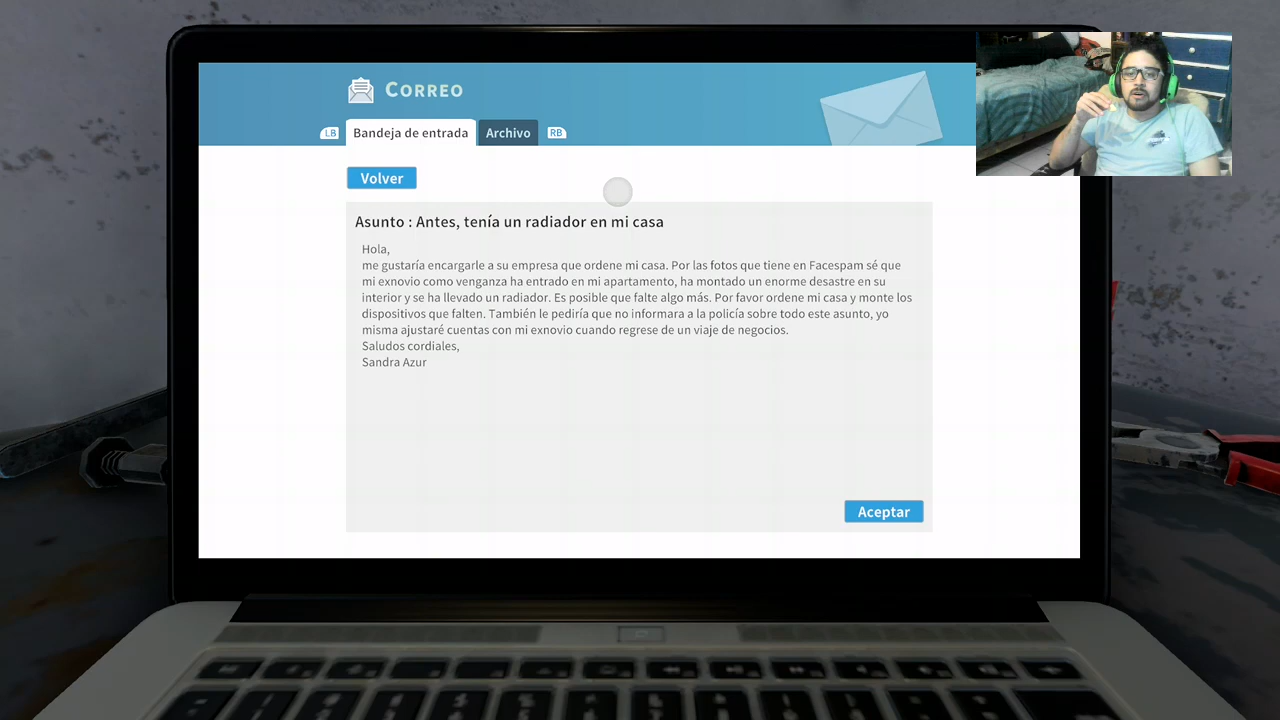 Correo
LB
Bandeja de entrada
Archivo
RB
Volver
Asunto : Antes, tenía un radiador en mi casa
Hola,
me gustaría encargarle a su empresa que ordene mi casa. Por las fotos que tiene en Facespam sé que
mi exnovio como venganza ha entrado en mi apartamento, ha montado un enorme desastre en su
interior y se ha llevado un radiador. Es posible que falte algo más. Por favor ordene mi casa y monte los
dispositivos que falten. También le pediría que no informara a la policía sobre todo este asunto, yo
misma ajustaré cuentas con mi exnovio cuando regrese de un viaje de negocios.
Saludos cordiales,
Sandra Azur
Aceptar